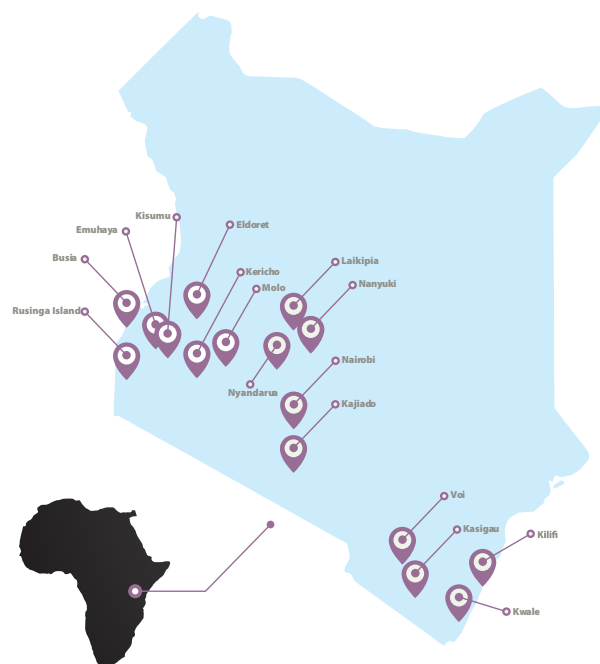 Kisumu
Eldoret
Emuhaya
Busia
Laikipia
Kericho
Nanyuki
Molo
Rusinga Island
Nairobi
Nyandarua
Kajiado
Voi
Kasigau
Kilifi
Kwale